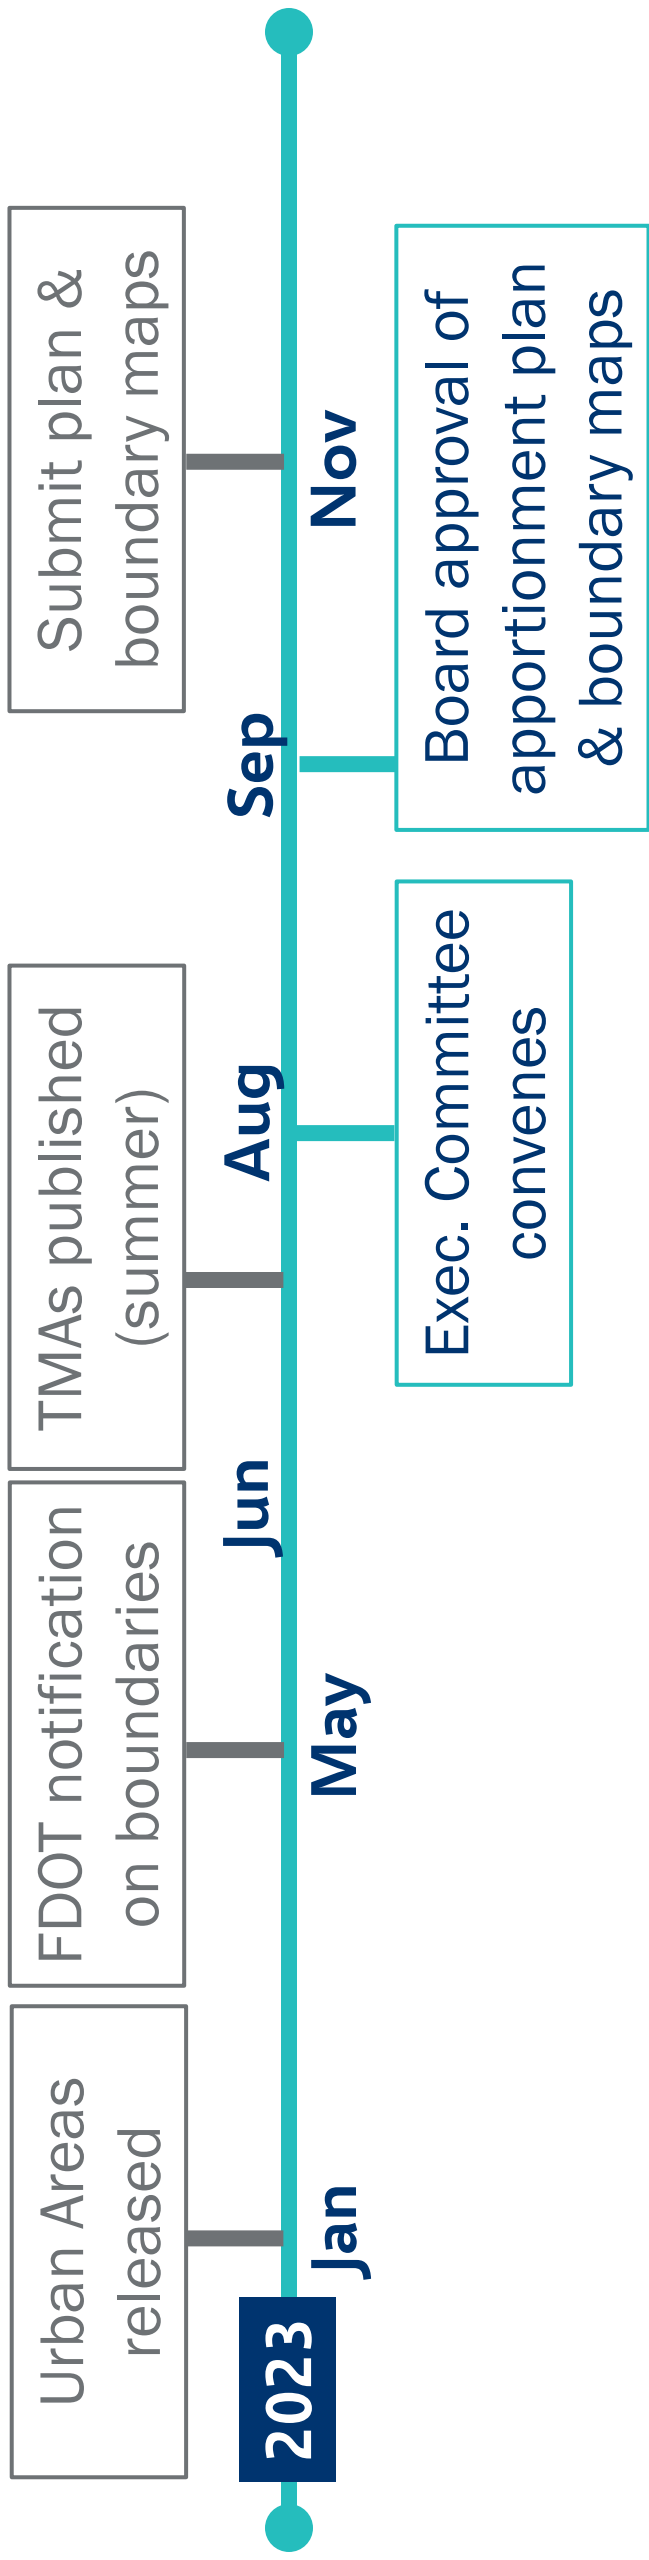 Urban Areas
released
FDOT notification
on boundaries
TMAs published
(summer)
Submit plan &
boundary maps
2023
Jan
May
Jun
Aug
Sep
Nov
Exec. Committee
convenes
Board approval of
apportionment plan
& boundary maps